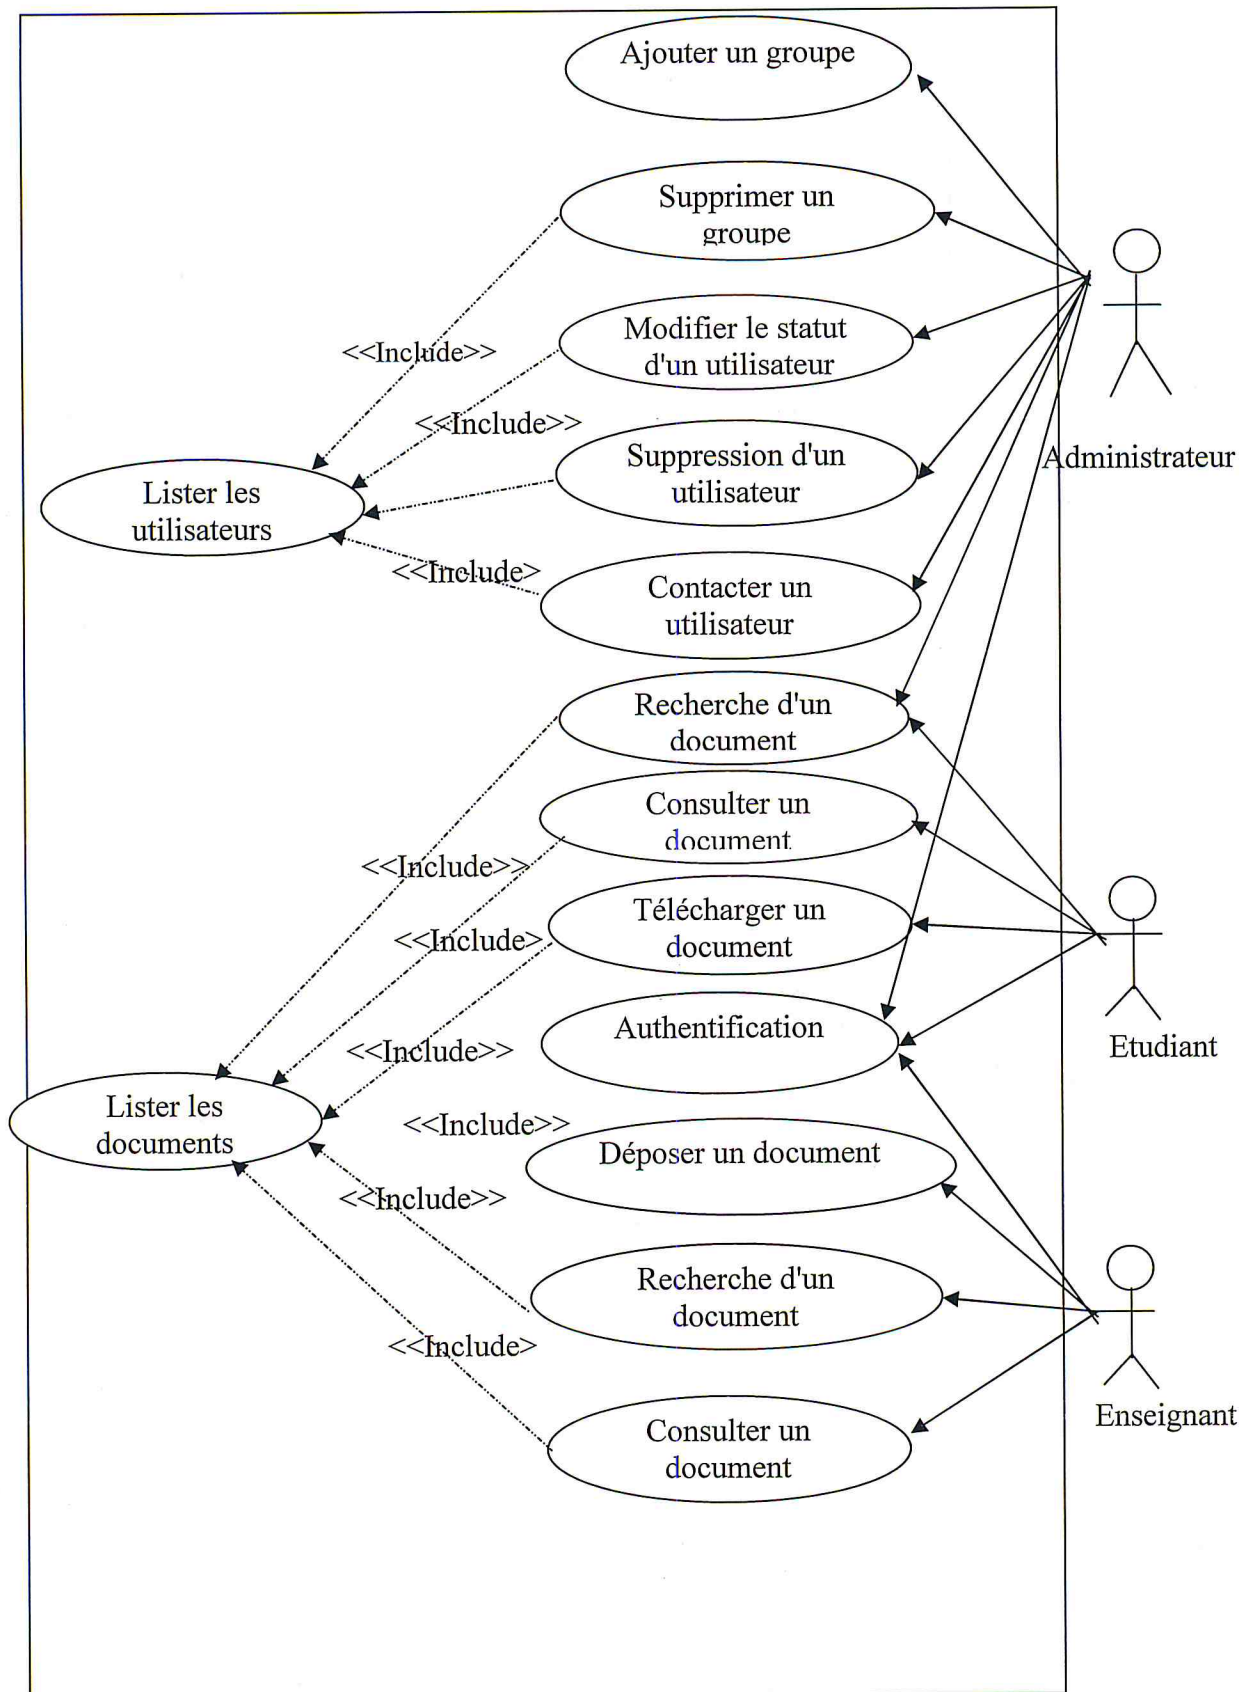 Ajouter un groupe
Supprimer un
groupe
<<Include>>
Modifier le statut
d'un utilisateur
<<Include>>
Suppression d'un
utilisateur
Administrateur
Lister les
utilisateurs
<<Include>
Contacter un
utilisateur
Recherche d'un
document
Consulter un
document
<<Include>>
Télécharger un
document
<<Include>
Authentification
<<Include>>
Etudiant
Lister les
documents
<<Include>>
Déposer un document
<<Include>>
Recherche d'un
document
<<Include>
Enseignant
Consulter un
document